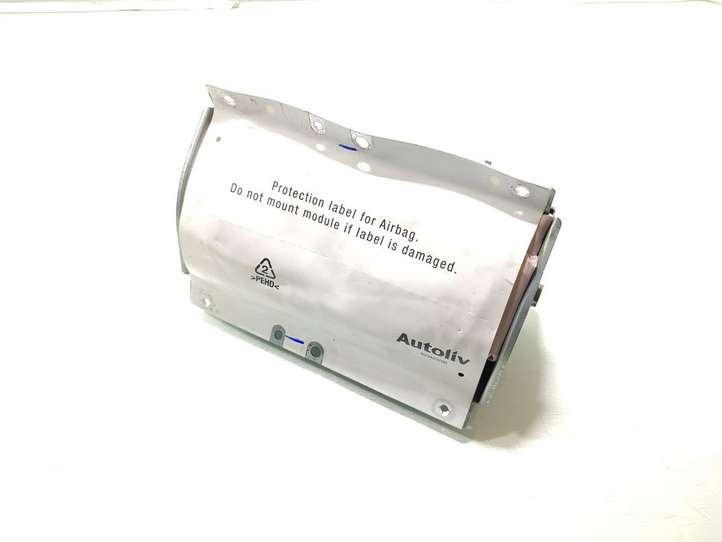 Protection label for Airbag.
Do not mount module if label is damaged.
2
>PEHD<
Autoliv